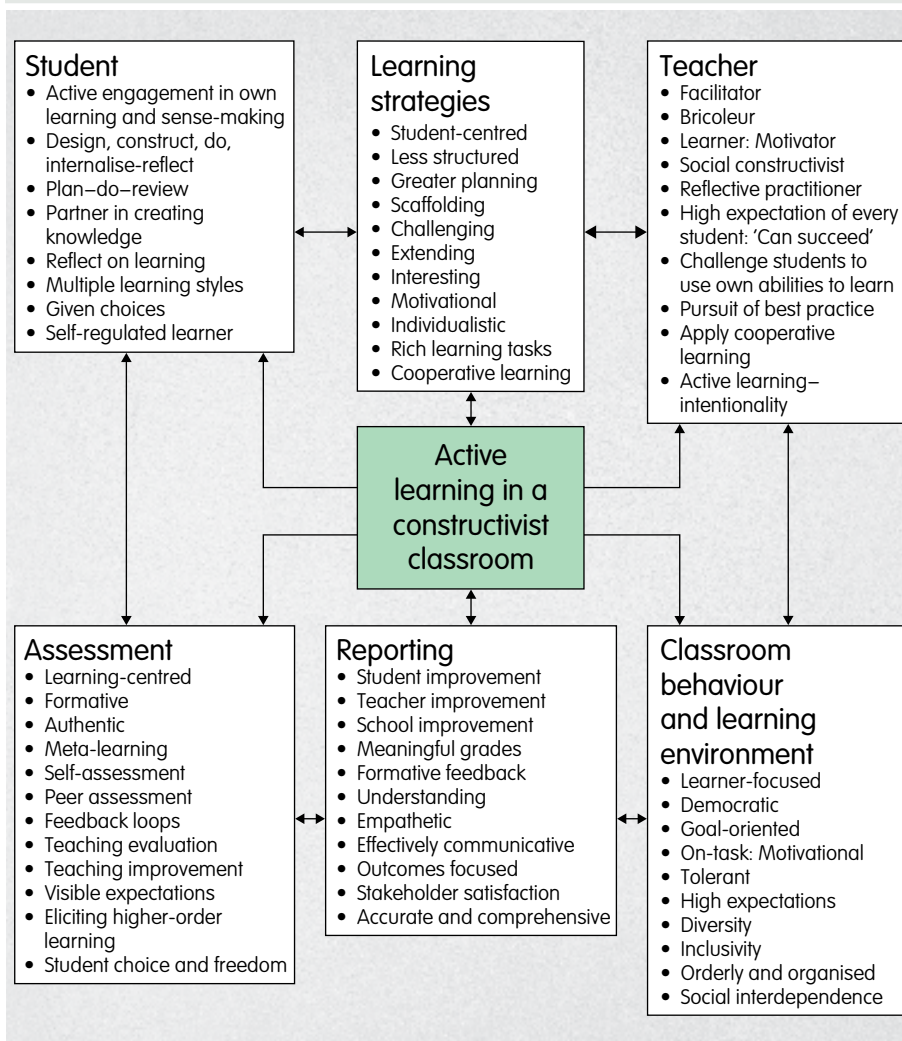 Student
• Active engagement in own
learning and sense-making
• Design, construct, do,
internalise-reflect
• Plan–do–review
• Partner in creating
knowledge
• Reflect on learning
• Multiple learning styles
• Given choices
• Self-regulated learner
Learning
strategies
• Student-centred
• Less structured
• Greater planning
• Scaffolding
• Challenging
• Extending
• Interesting
• Motivational
• Individualistic
• Rich learning tasks
• Cooperative learning
Teacher
• Facilitator
• Bricoleur
• Learner: Motivator
• Social constructivist
• Reflective practitioner
• High expectation of every
student: ‘Can succeed’
• Challenge students to
use own abilities to learn
• Pursuit of best practice
• Apply cooperative
learning
• Active learning–
intentionality
Active
learning in a
constructivist
classroom
Assessment
• Learning-centred
• Formative
• Authentic
• Meta-learning
• Self-assessment
• Peer assessment
• Feedback loops
• Teaching evaluation
• Teaching improvement
• Visible expectations
• Eliciting higher-order
learning
• Student choice and freedom
Reporting
• Student improvement
• Teacher improvement
• School improvement
• Meaningful grades
• Formative feedback
• Understanding
• Empathetic
• Effectively communicative
• Outcomes focused
• Stakeholder satisfaction
• Accurate and comprehensive
Classroom
behaviour
and learning
environment
• Learner-focused
• Democratic
• Goal-oriented
• On-task: Motivational
• Tolerant
• High expectations
• Diversity
• Inclusivity
• Orderly and organised
• Social interdependence